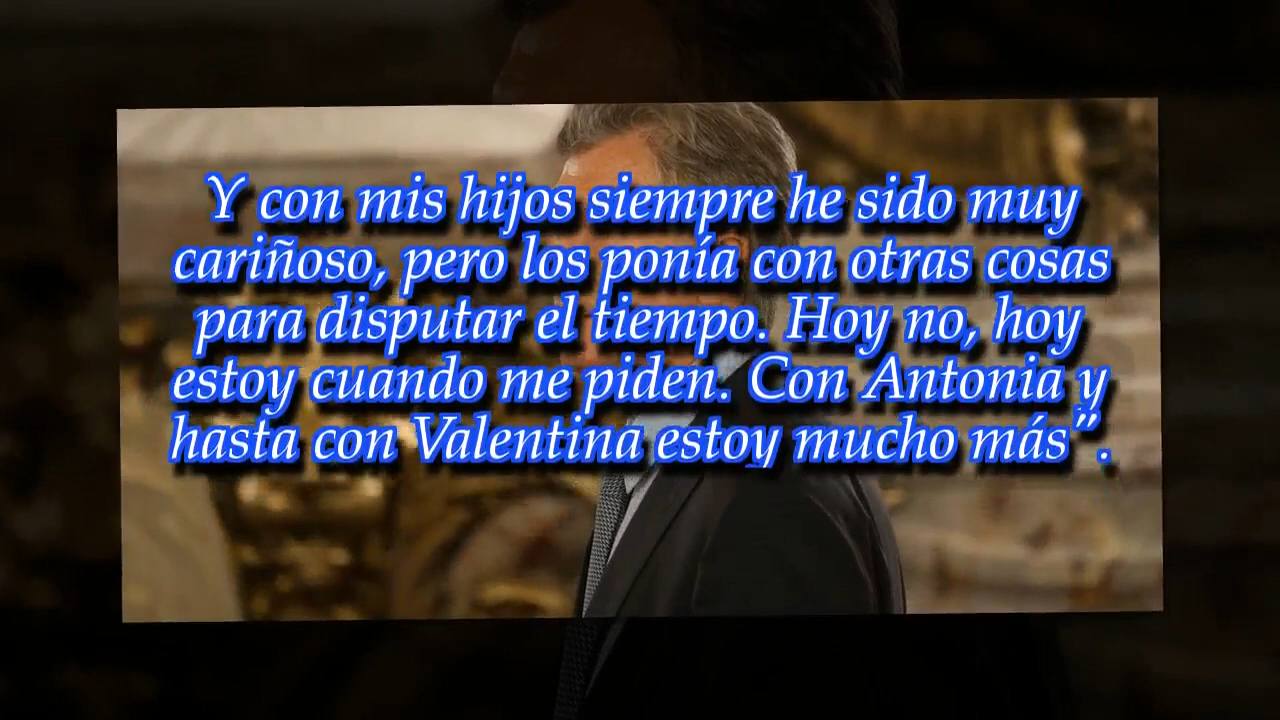 Y con mis hijos siempre he sido muy
cariñoso, pero los ponía con otras cosas
para disputar el tiempo. Hoy no, hoy
estoy cuando me piden. Con Antonia y
hasta con Valentina estoy mucho más”.